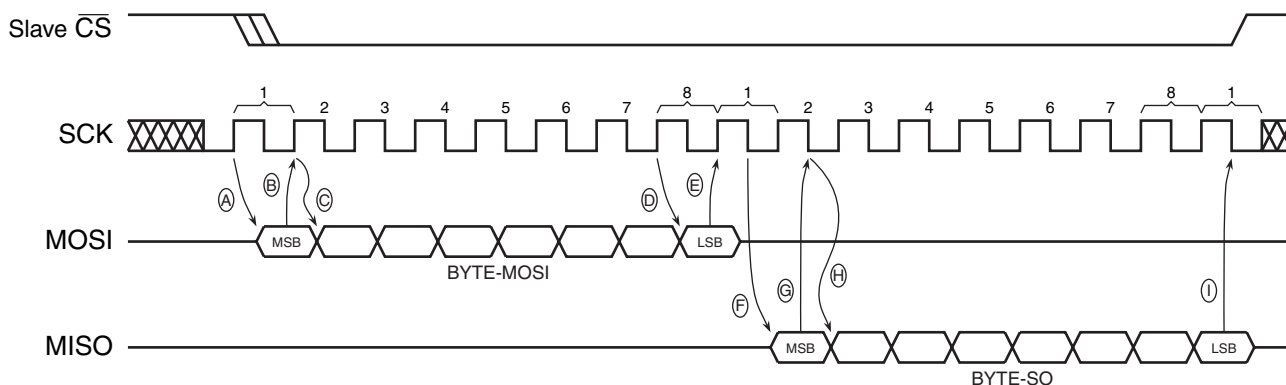 Slave CS
1 2 3 4 5 6 7 8 1 2 3 4 5 6 7 8 1
SCK
A B C D E
MOSI MSB LSB
BYTE-MOSI
F G H I
MISO MSB LSB
BYTE-SO